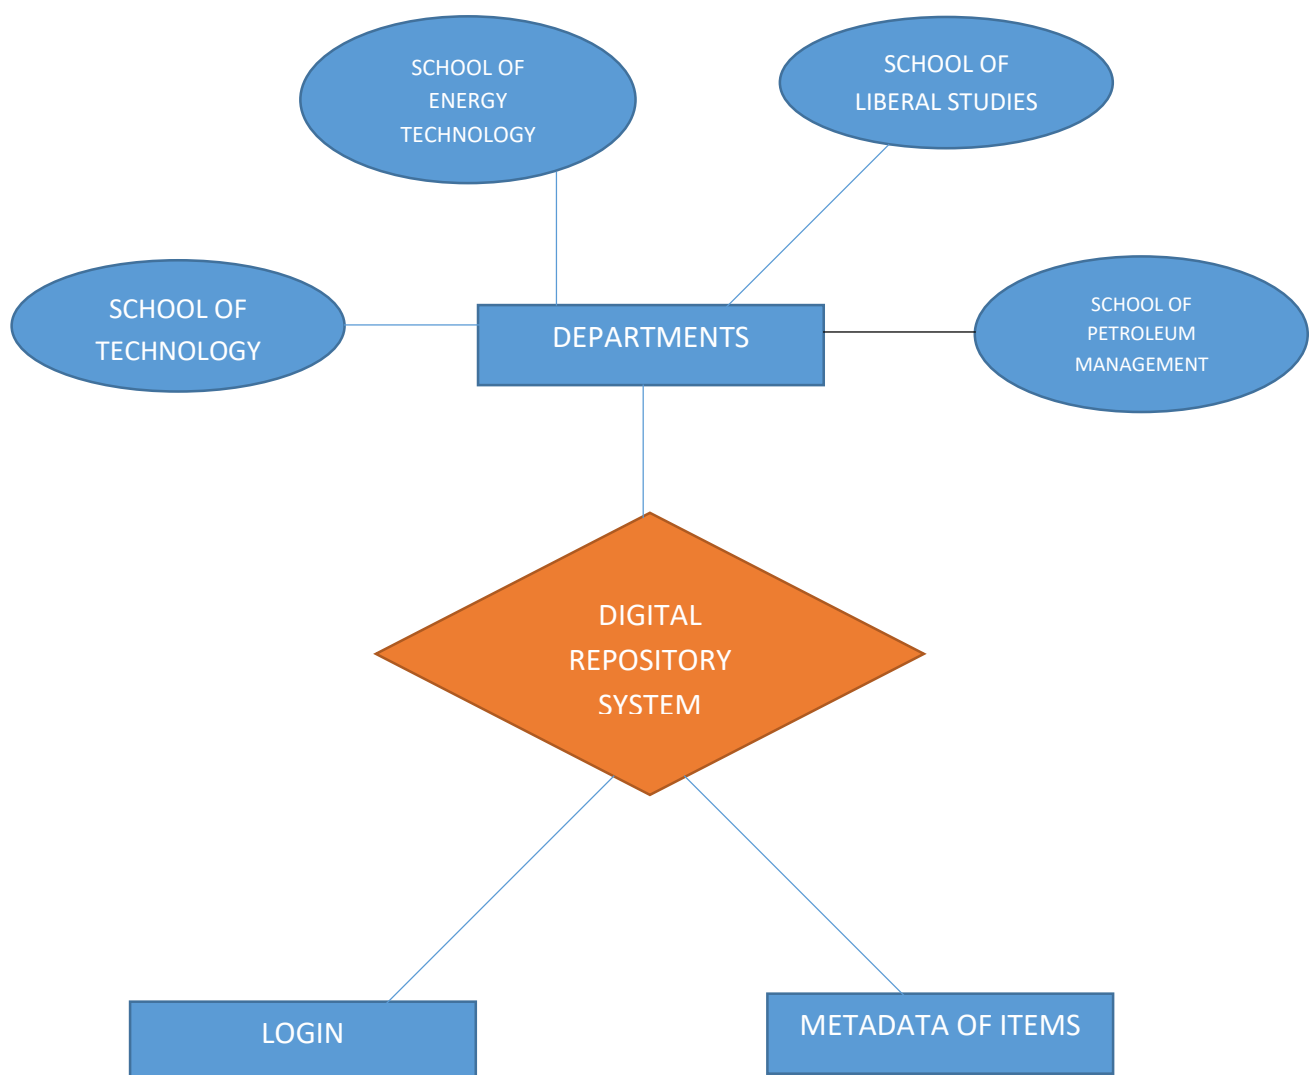 SCHOOL OF
ENERGY
TECHNOLOGY
SCHOOL OF
LIBERAL STUDIES
SCHOOL OF
TECHNOLOGY
DEPARTMENTS
SCHOOL OF
PETROLEUM
MANAGEMENT
DIGITAL
REPOSITORY
SYSTEM
LOGIN
METADATA OF ITEMS